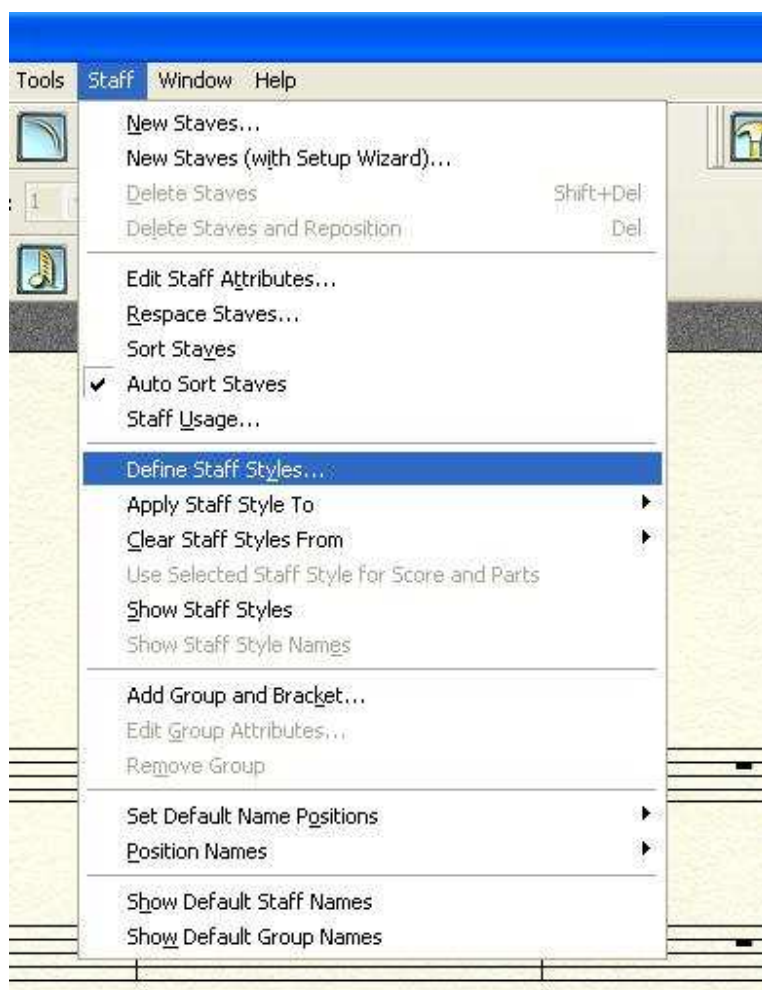 Tools Staff Window Help
New Staves...
New Staves (with Setup Wizard)...
Delete Staves Shift+Del
: 1
Delete Staves and Reposition Del
Edit Staff Attributes...
Respace Staves...
Sort Staves
Auto Sort Staves
Staff Usage...
Define Staff Styles...
Apply Staff Style To
Clear Staff Styles From
Use Selected Staff Style for Score and Parts
Show Staff Styles
Show Staff Style Names
Add Group and Bracket...
Edit Group Attributes...
Remove Group
Set Default Name Positions
Position Names
Show Default Staff Names
Show Default Group Names